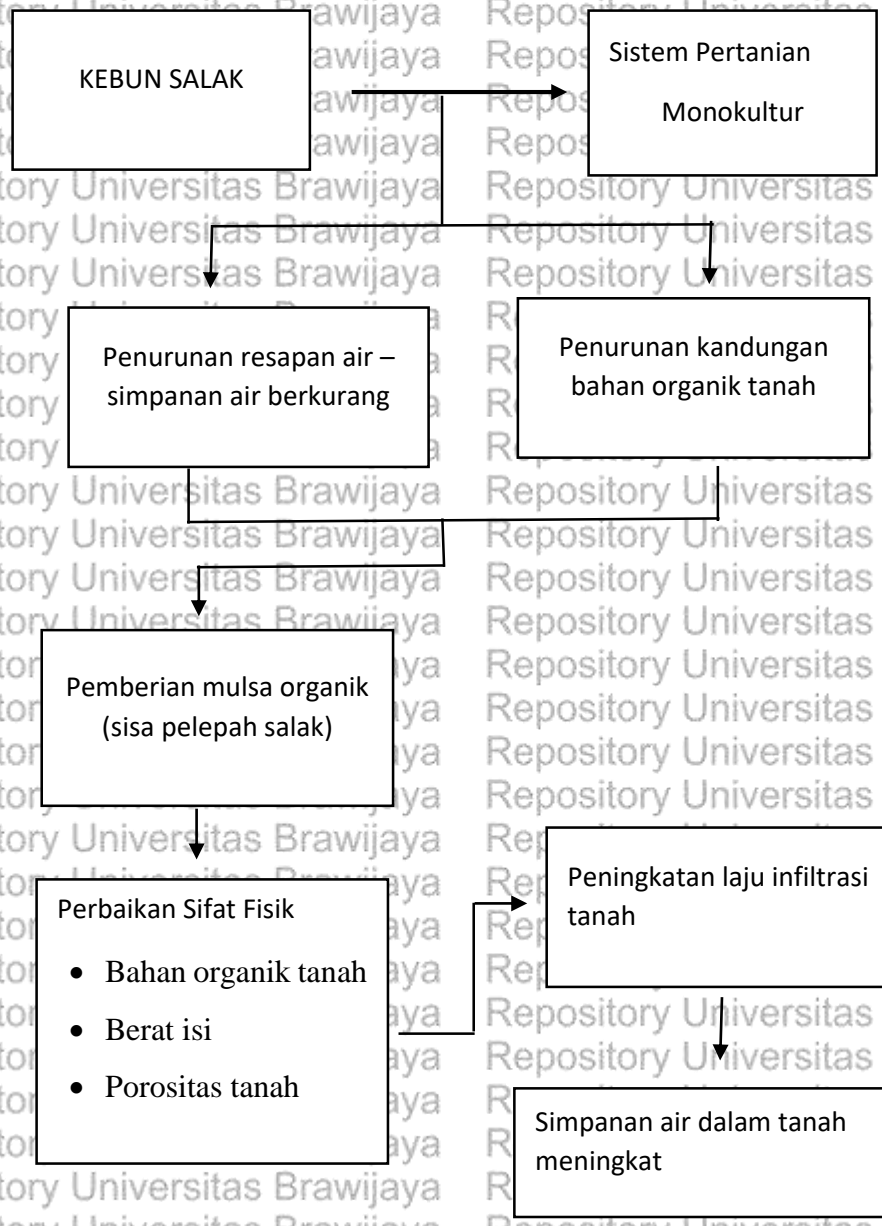 KEBUN SALAK
Sistem Pertanian
Monokultur
Penurunan resapan air –
simpanan air berkurang
Penurunan kandungan
bahan organik tanah
Pemberian mulsa organik
(sisa pelepah salak)
Perbaikan Sifat Fisik
• Bahan organik tanah
• Berat isi
• Porositas tanah
Peningkatan laju infiltrasi
tanah
Simpanan air dalam tanah
meningkat
Repository Universitas Brawijaya